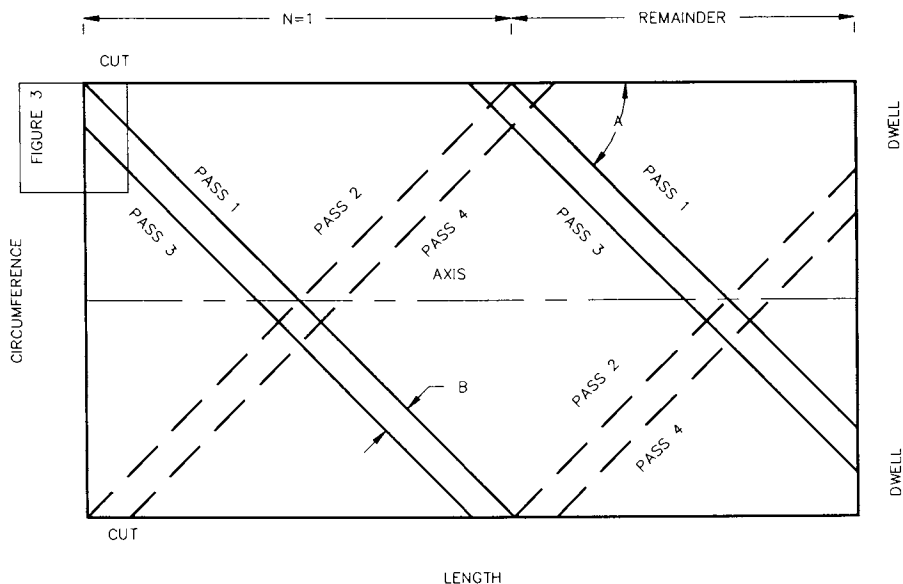 N=1
REMAINDER
CUT
FIGURE 3
DWELL
A
PASS 1
PASS 2
PASS 1
PASS 3
PASS 4
PASS 3
AXIS
CIRCUMFERENCE
B
PASS 2
PASS 4
DWELL
CUT
LENGTH